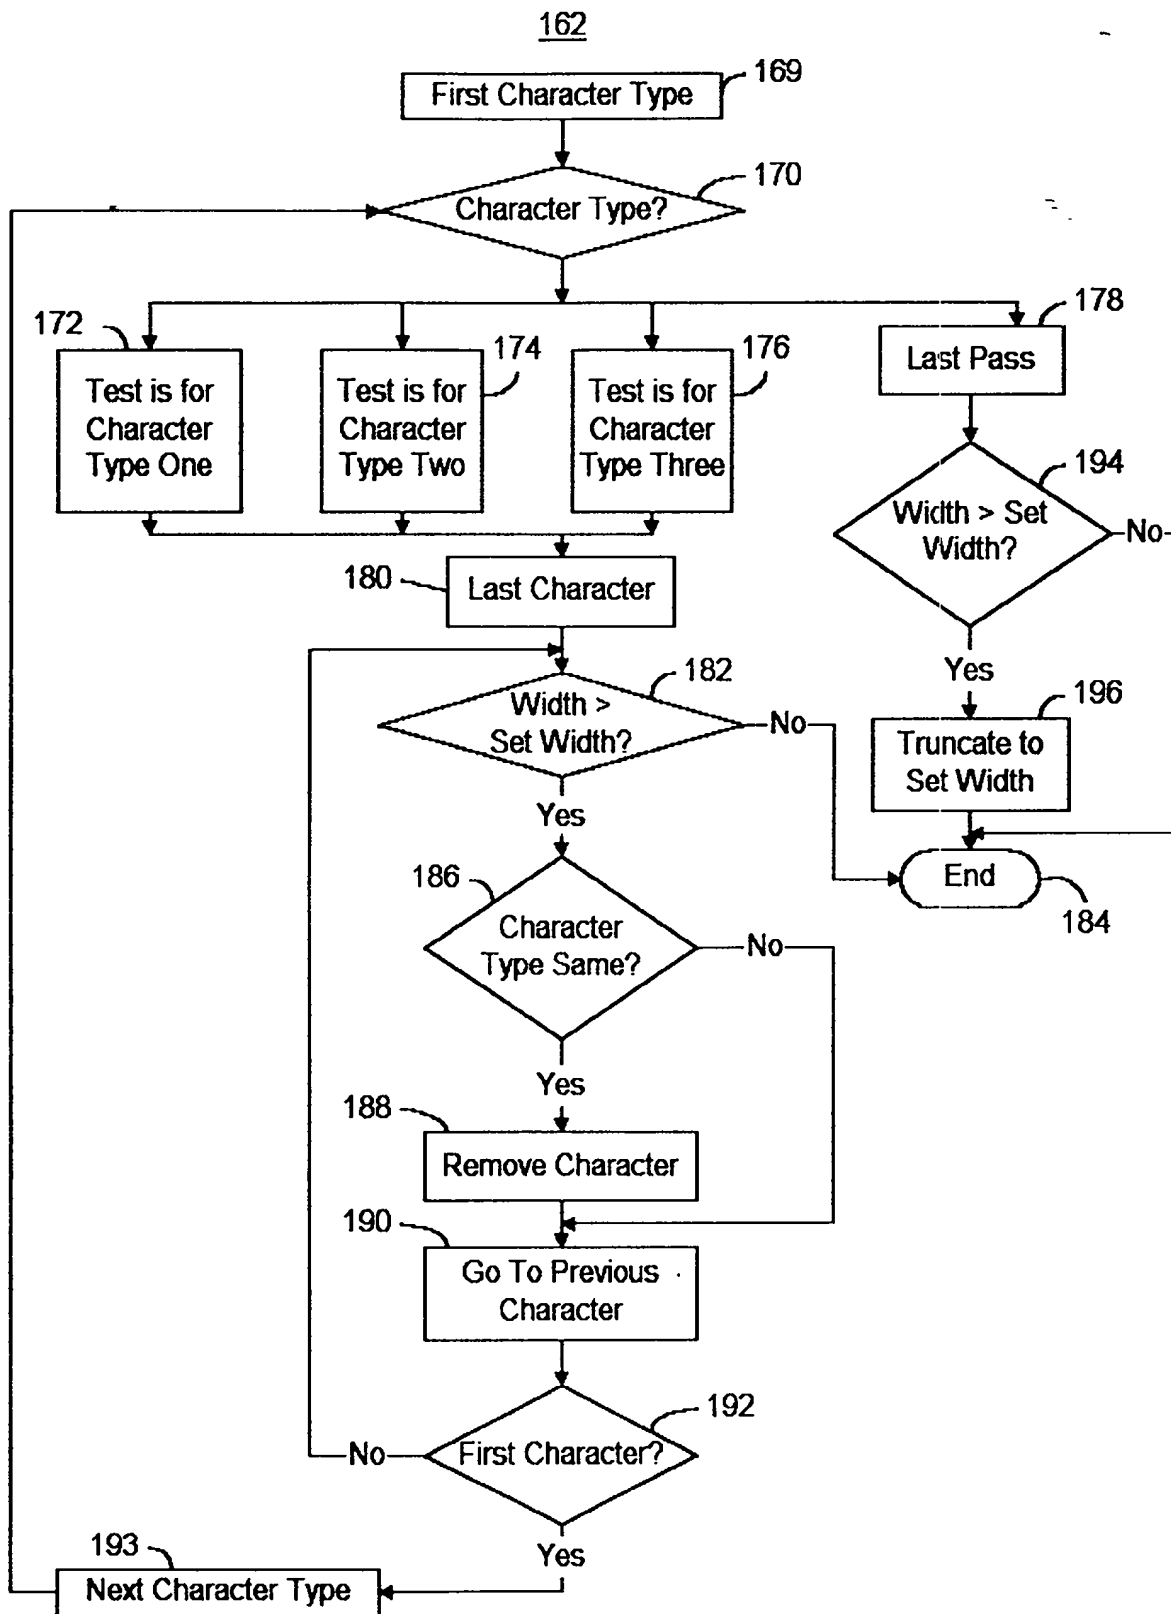 162
First Character Type
169
Character Type?
170
172
Test is for
Character
Type One
174
Test is for
Character
Type Two
176
Test is for
Character
Type Three
178
Last Pass
194
Width > Set
Width?
No
Yes
196
Truncate to
Set Width
End
184
180
Last Character
182
Width >
Set Width?
No
Yes
186
Character
Type Same?
No
Yes
188
Remove Character
190
Go To Previous
Character
192
First Character?
No
Yes
193
Next Character Type